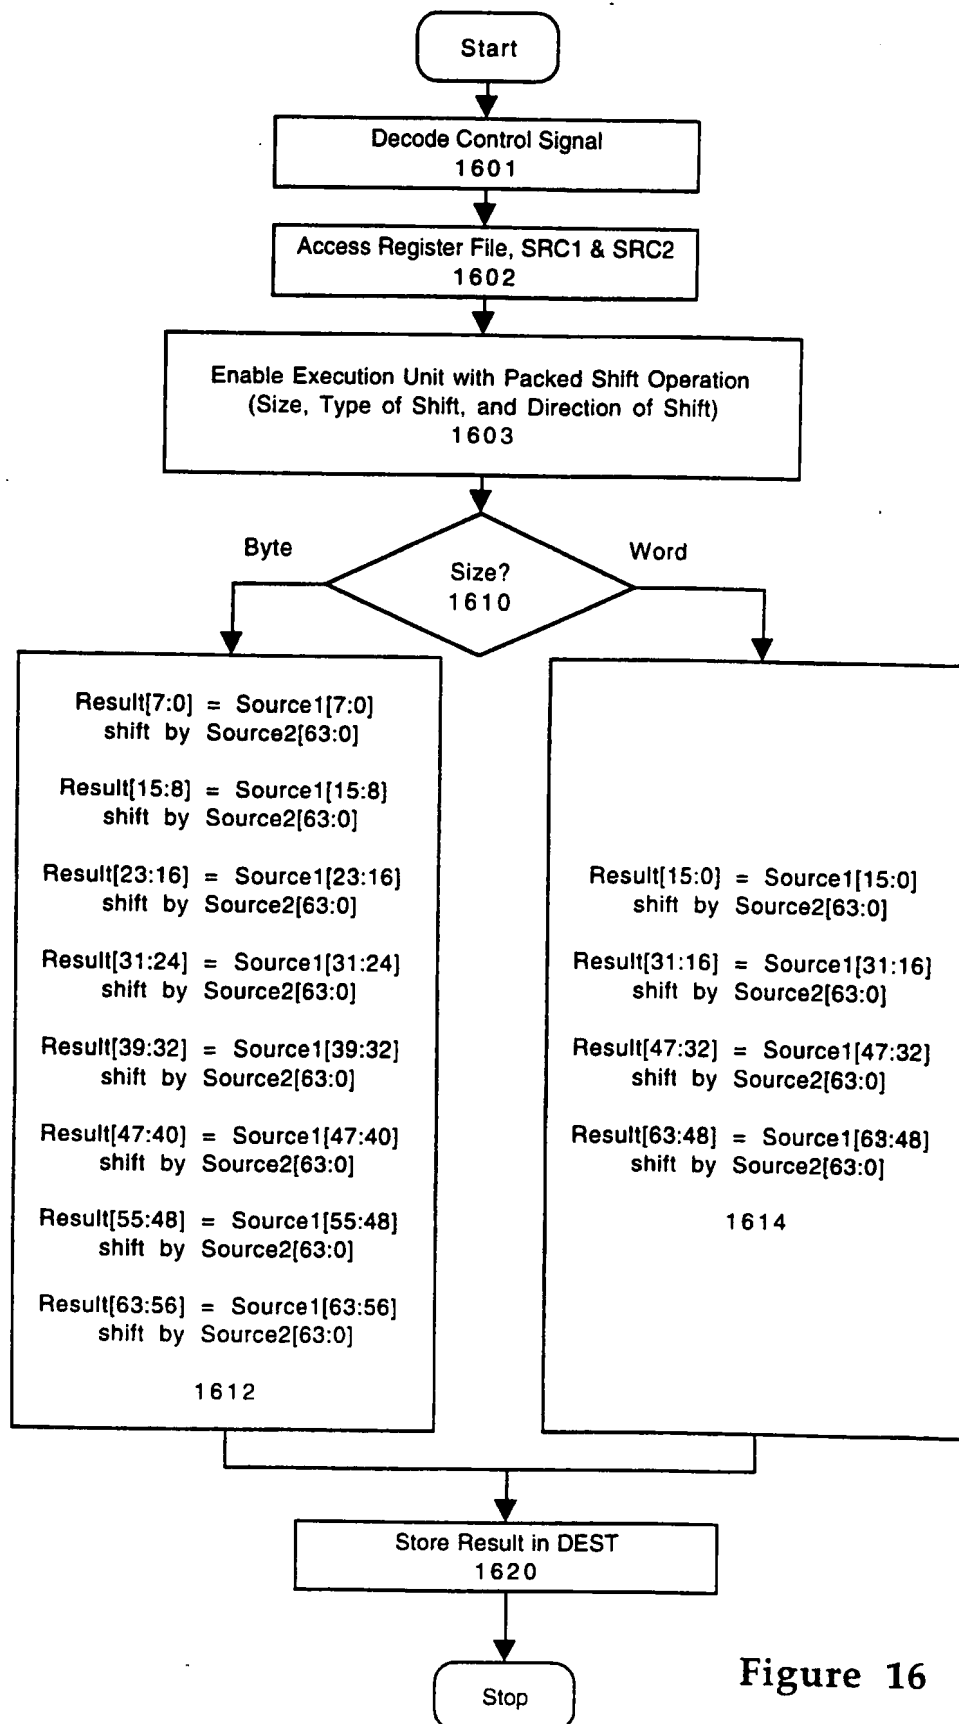 Start
Decode Control Signal
1601
Access Register File, SRC1 & SRC2
1602
Enable Execution Unit with Packed Shift Operation
(Size, Type of Shift, and Direction of Shift)
1603
Byte
Size?
1610
Word
Result[7:0] = Source1[7:0]
shift by Source2[63:0]
Result[15:8] = Source1[15:8]
shift by Source2[63:0]
Result[23:16] = Source1[23:16]
shift by Source2[63:0]
Result[31:24] = Source1[31:24]
shift by Source2[63:0]
Result[39:32] = Source1[39:32]
shift by Source2[63:0]
Result[47:40] = Source1[47:40]
shift by Source2[63:0]
Result[55:48] = Source1[55:48]
shift by Source2[63:0]
Result[63:56] = Source1[63:56]
shift by Source2[63:0]
1612
Result[15:0] = Source1[15:0]
shift by Source2[63:0]
Result[31:16] = Source1[31:16]
shift by Source2[63:0]
Result[47:32] = Source1[47:32]
shift by Source2[63:0]
Result[63:48] = Source1[63:48]
shift by Source2[63:0]
1614
Store Result in DEST
1620
Stop
Figure 16